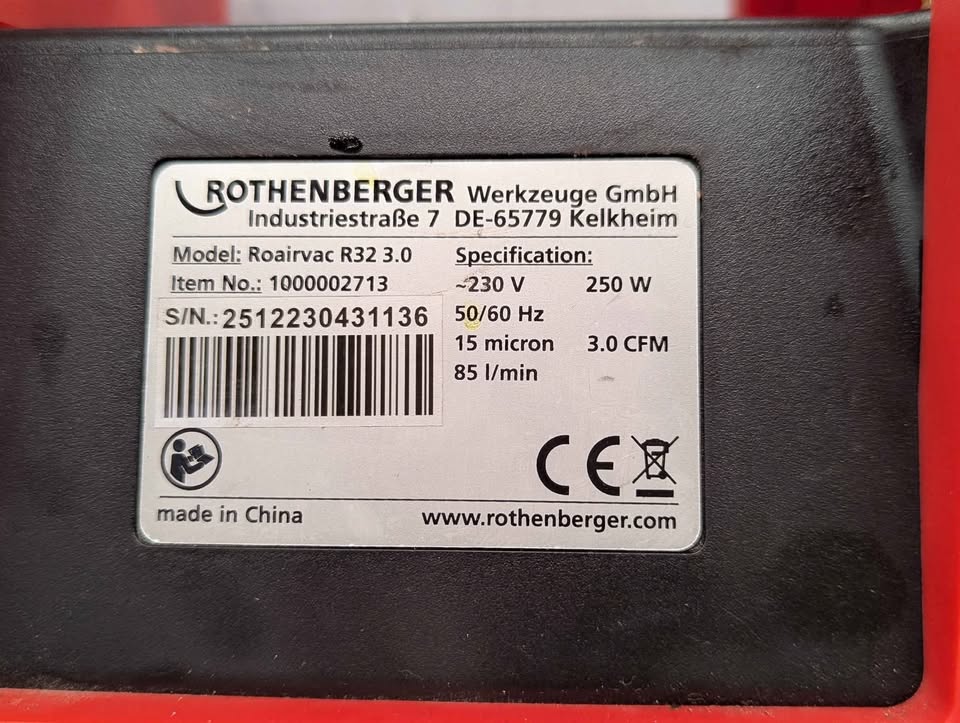 ROTHENBERGER Werkzeuge GmbH
Industriestraße 7 DE-65779 Kelkheim
Model: Roairvac R32 3.0
Item No.: 1000002713
S/N.: 2512230431136
Specification:
~230 V 250 W
50/60 Hz
15 micron 3.0 CFM
85 l/min
CE
made in China
www.rothenberger.com